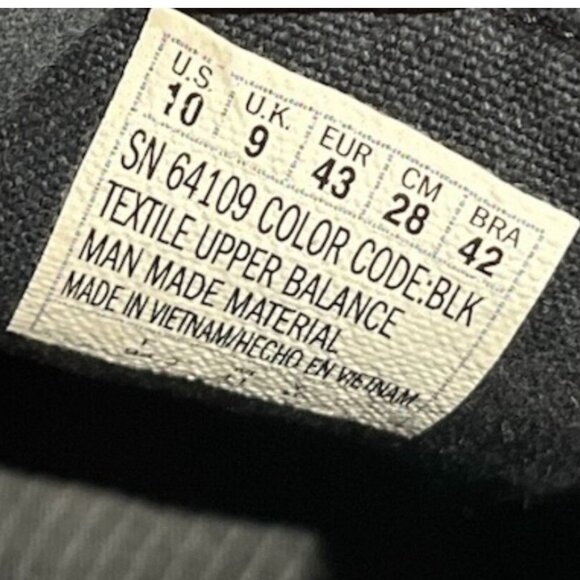 U.S. U.K. EUR CM BRA
10 9 43 28 42
SN 64109 COLOR CODE:BLK
TEXTILE UPPER BALANCE
MAN MADE MATERIAL
MADE IN VIETNAM/HECHO EN VIETNAM